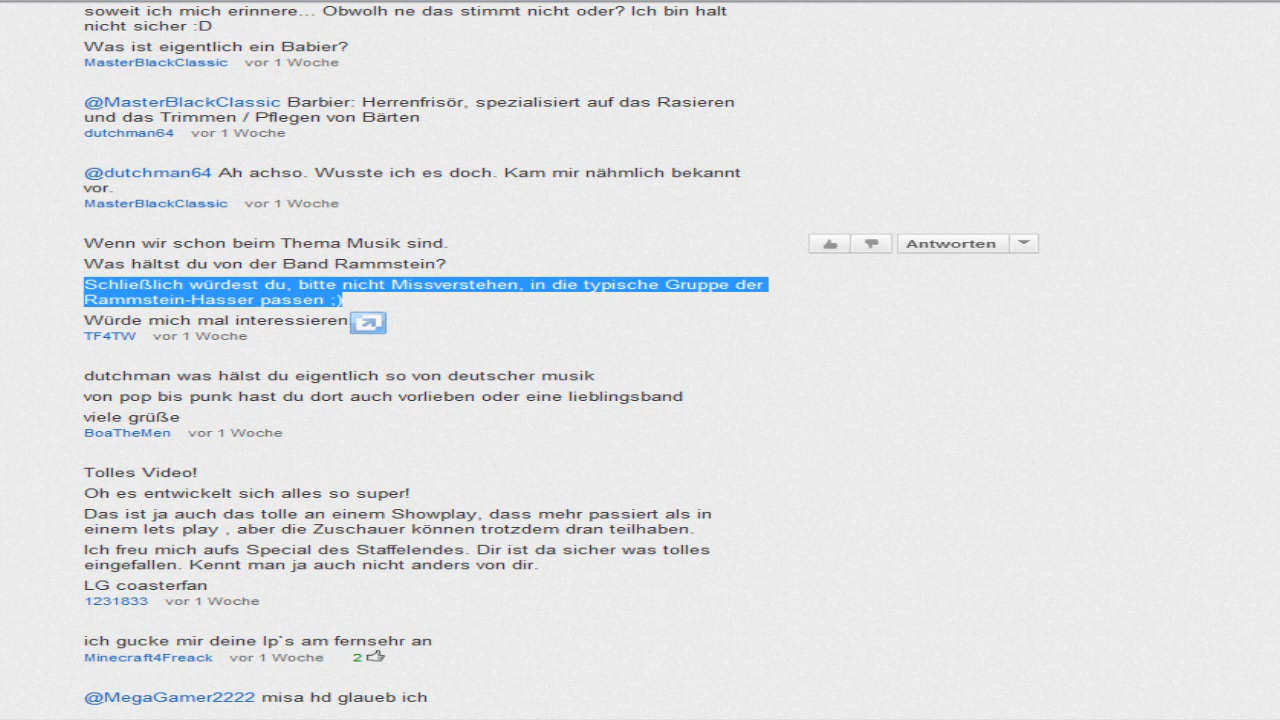 soweit ich mich erinnere... Obwolh ne das stimmt nicht oder? Ich bin halt
nicht sicher :D
Was ist eigentlich ein Babier?
MasterBlackClassic vor 1 Woche
@MasterBlackClassic Barbier: Herrenfrisör, spezialisiert auf das Rasieren
und das Trimmen / Pflegen von Bärten
dutchman64 vor 1 Woche
@dutchman64 Ah achso. Wusste ich es doch. Kam mir nähmlich bekannt
vor.
MasterBlackClassic vor 1 Woche
Wenn wir schon beim Thema Musik sind.
Antworten
Was hältst du von der Band Rammstein?
Schließlich würdest du, bitte nicht Missverstehen, in die typische Gruppe der
Rammstein-Hasser passen ;)
Würde mich mal interessieren
TF4TW vor 1 Woche
dutchman was hälst du eigentlich so von deutscher musik
von pop bis punk hast du dort auch vorlieben oder eine lieblingsband
viele grüße
BoaTheMen vor 1 Woche
Tolles Video!
Oh es entwickelt sich alles so super!
Das ist ja auch das tolle an einem Showplay, dass mehr passiert als in
einem lets play , aber die Zuschauer können trotzdem dran teilhaben.
Ich freu mich aufs Special des Staffelendes. Dir ist da sicher was tolles
eingefallen. Kennt man ja auch nicht anders von dir.
LG coasterfan
1231833 vor 1 Woche
ich gucke mir deine lp`s am fernsehr an
Minecraft4Freack vor 1 Woche 2
@MegaGamer2222 misa hd glaueb ich